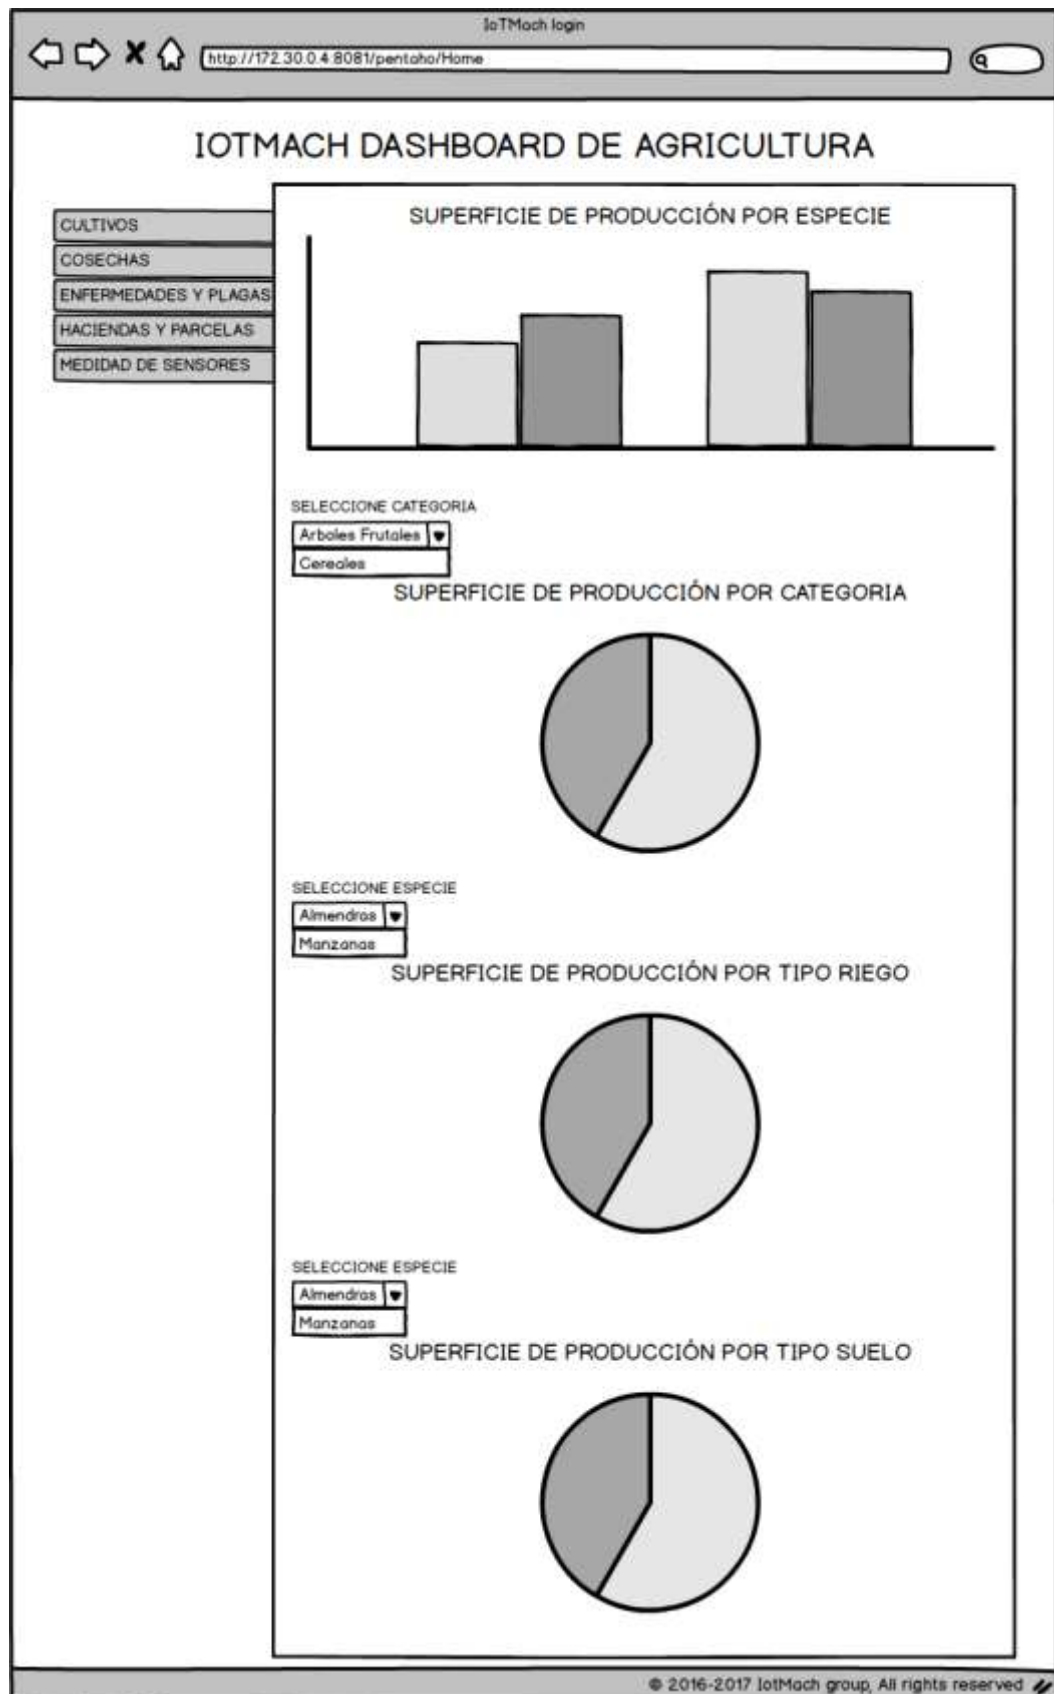 IoTMach login
http://172.30.0.4:8081/pentaho/Home
IOTMACH DASHBOARD DE AGRICULTURA
CULTIVOS
COSECHAS
ENFERMEDADES Y PLAGAS
HACIENDAS Y PARCELAS
MEDIDAD DE SENSORES
SUPERFICIE DE PRODUCCIÓN POR ESPECIE
SELECCIONE CATEGORIA
Arboles Frutales
Cereales
SUPERFICIE DE PRODUCCIÓN POR CATEGORIA
SELECCIONE ESPECIE
Almendras
Manzanas
SUPERFICIE DE PRODUCCIÓN POR TIPO RIEGO
SELECCIONE ESPECIE
Almendras
Manzanas
SUPERFICIE DE PRODUCCIÓN POR TIPO SUELO
© 2016-2017 IotMach group, All rights reserved